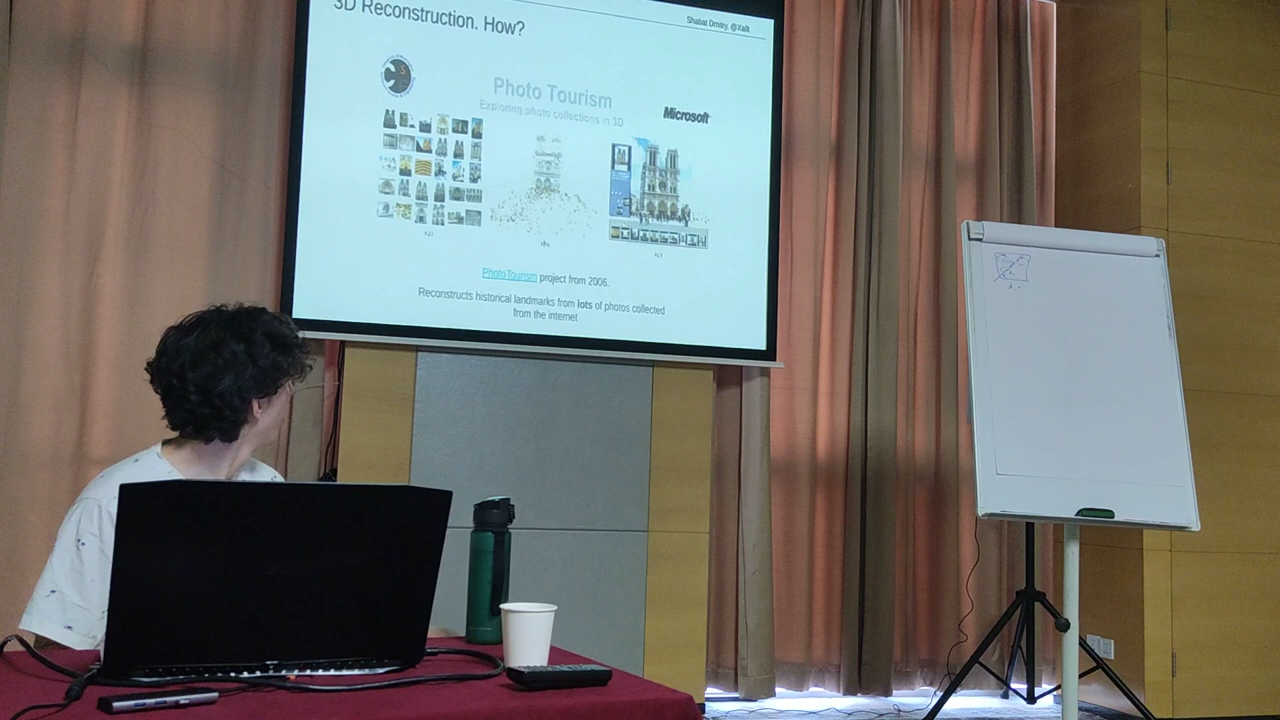 3D Reconstruction. How?
Shabat Dmitry, @Xallt
Photo Tourism
Exploring photo collections in 3D
Microsoft
(a)
(b)
(c)
PhotoTourism project from 2006.
Reconstructs historical landmarks from lots of photos collected
from the internet